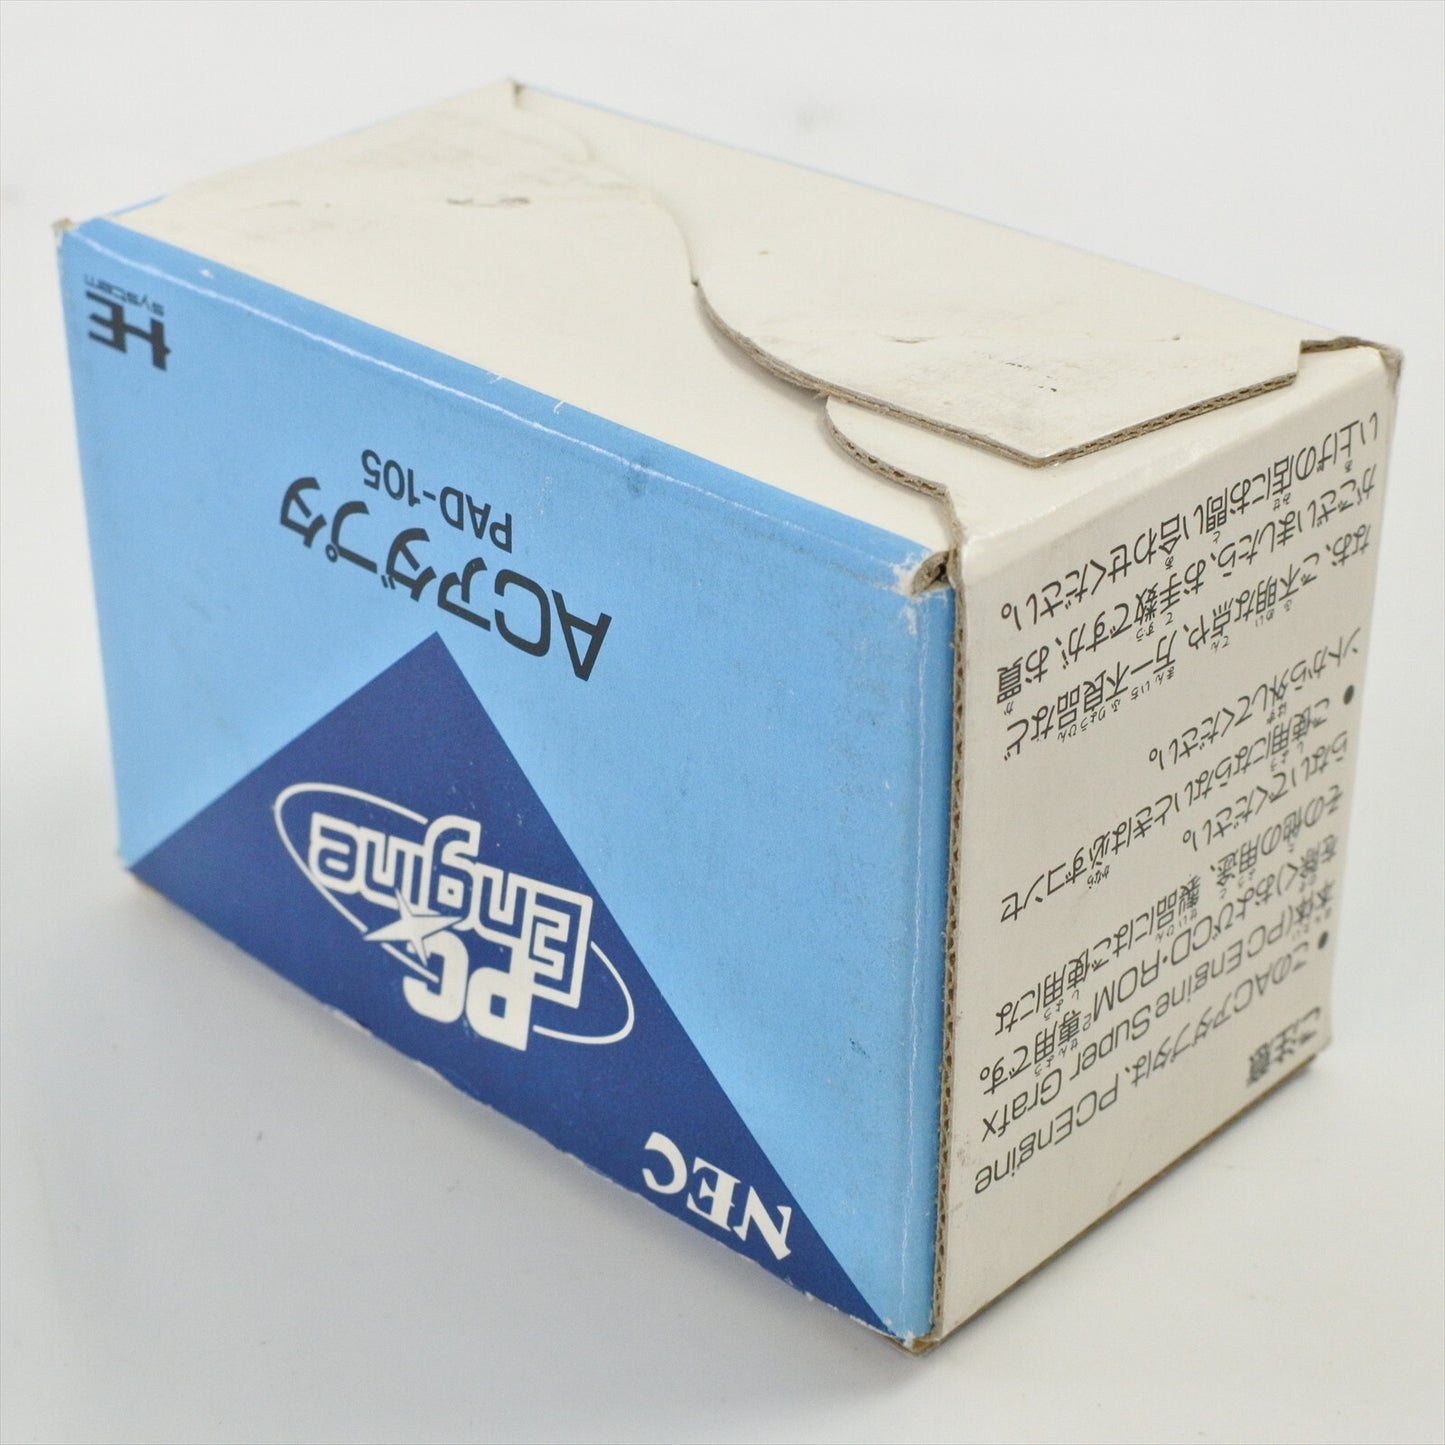 NEC
PC Engine
ACアダプタ
PAD-105
HE
system
ご注意
●このACアダプタは、PCEngine
本体(PCEngine Super Grafx
を除く)およびCD・ROM²専用です。
その他の用途、製品にはご使用にな
らないでください。
●ご使用にならないときは必ずコンセ
ントから外してください。
なお、ご不明な点や、万一不良品など
がございましたら、お手数ですが、お買
い上げの店にお問い合わせください。